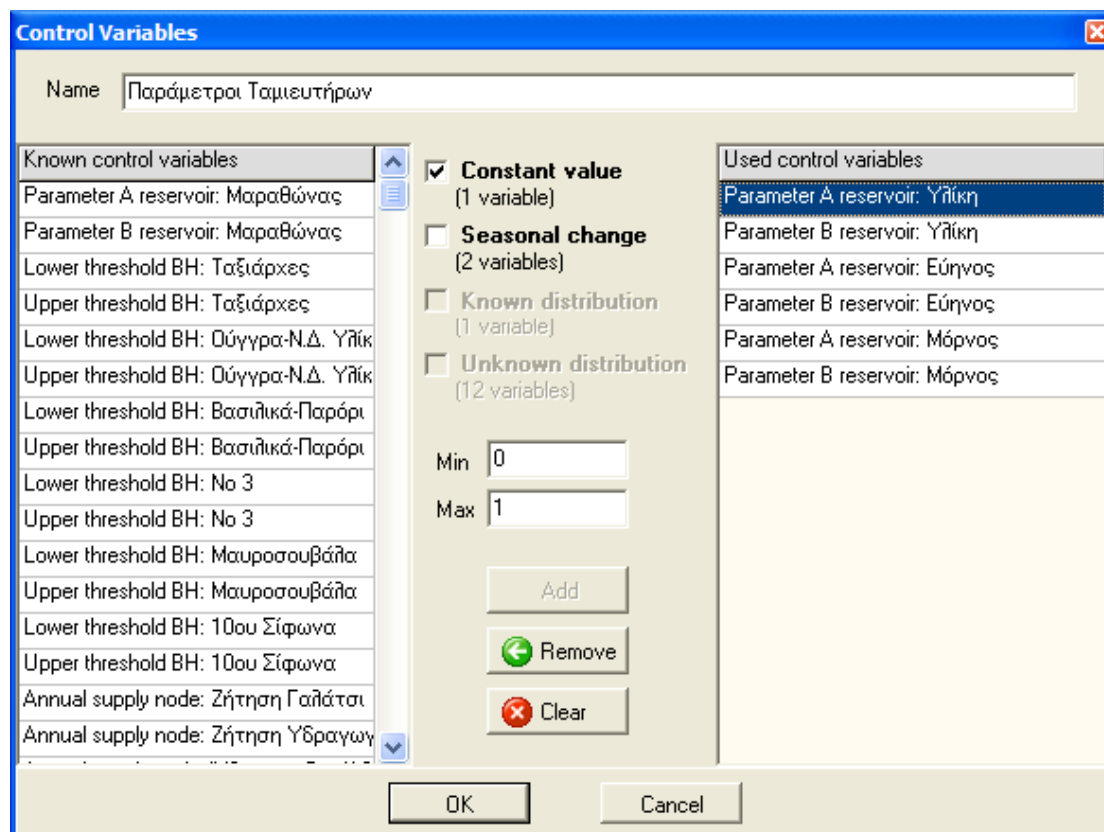 Control Variables
Name Παράμετροι Ταμιευτήρων
Known control variables
Parameter A reservoir: Μαραθώνας
Parameter B reservoir: Μαραθώνας
Lower threshold BH: Ταξιάρχες
Upper threshold BH: Ταξιάρχες
Lower threshold BH: Ούγγρα-Ν.Δ. Υλίκ
Upper threshold BH: Ούγγρα-Ν.Δ. Υλίκ
Lower threshold BH: Βασιλικά-Παρόρι
Upper threshold BH: Βασιλικά-Παρόρι
Lower threshold BH: No 3
Upper threshold BH: No 3
Lower threshold BH: Μαυροσουβάλα
Upper threshold BH: Μαυροσουβάλα
Lower threshold BH: 10ου Σίφωνα
Upper threshold BH: 10ου Σίφωνα
Annual supply node: Ζήτηση Γαλάτσι
Annual supply node: Ζήτηση Υδραγωγ
Constant value
(1 variable)
Seasonal change
(2 variables)
Known distribution
(1 variable)
Unknown distribution
(12 variables)
Min 0
Max 1
Add
Remove
Clear
Used control variables
Parameter A reservoir: Υλίκη
Parameter B reservoir: Υλίκη
Parameter A reservoir: Εύηνος
Parameter B reservoir: Εύηνος
Parameter A reservoir: Μόρνος
Parameter B reservoir: Μόρνος
OK
Cancel